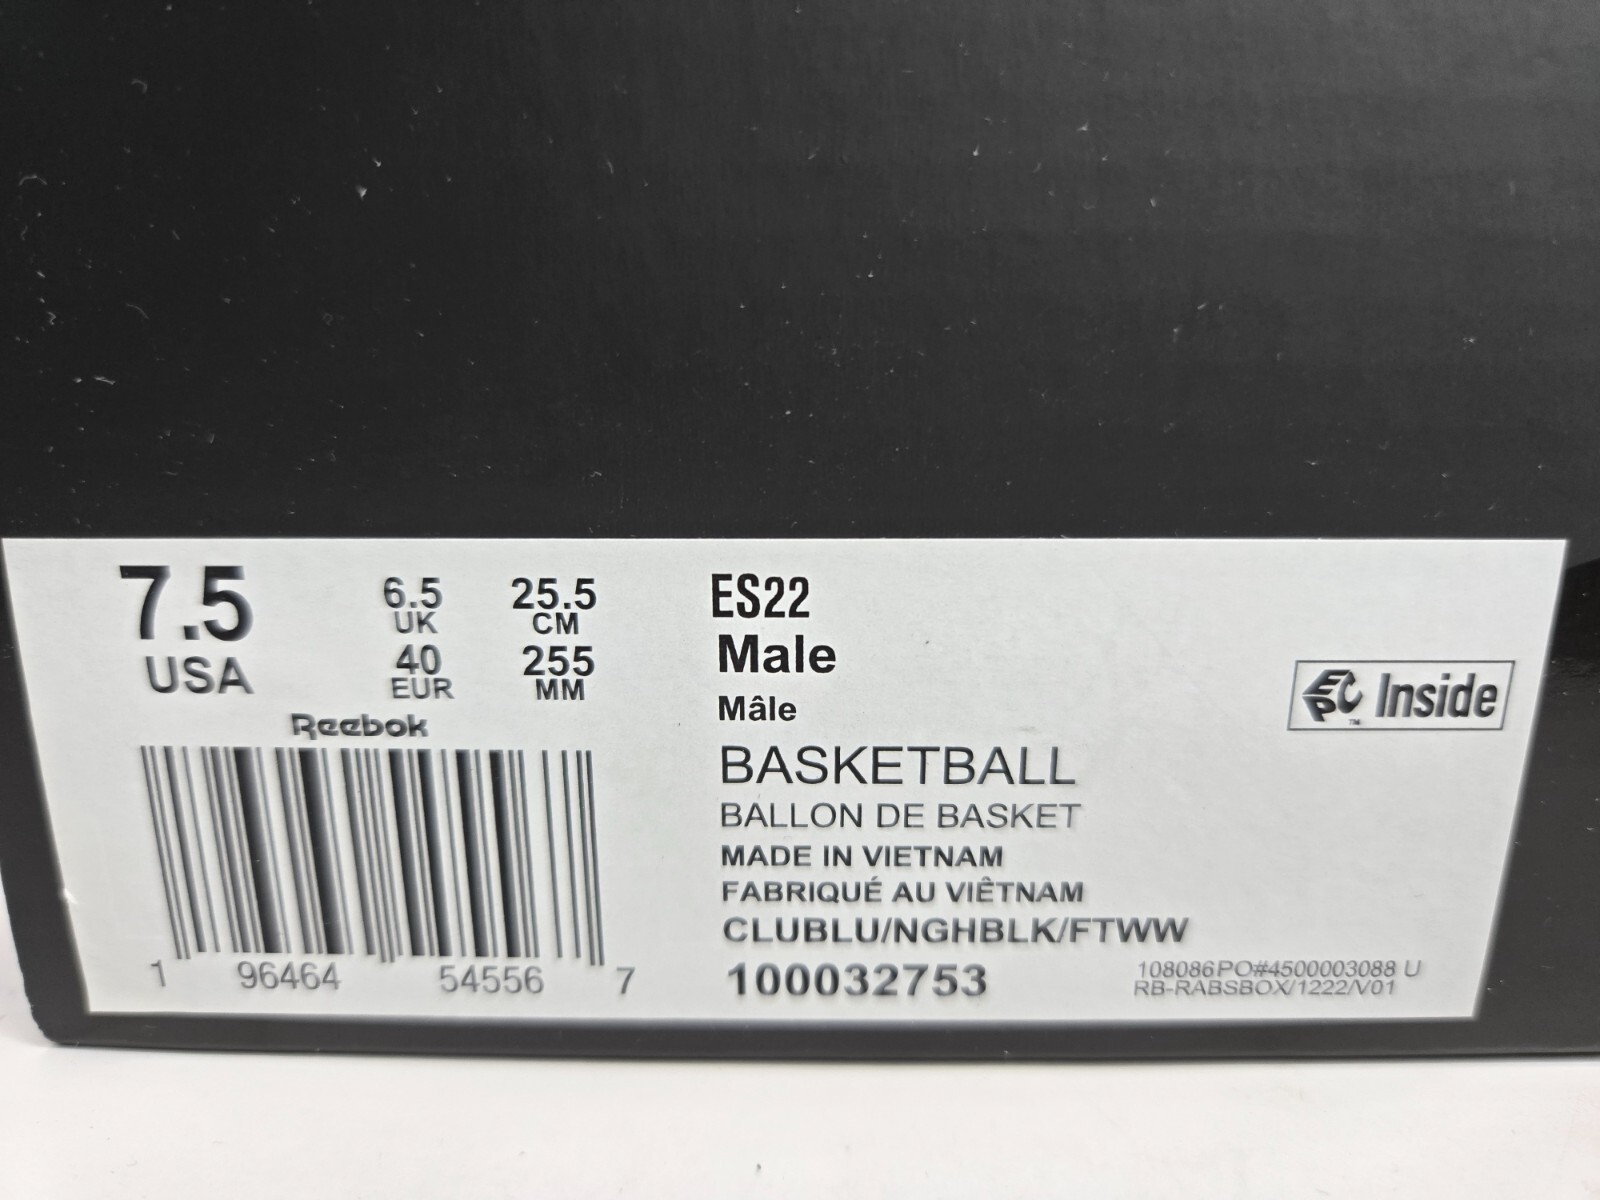 7.5
USA
6.5
UK
40
EUR
25.5
CM
255
MM
Reebok
1 96464 54556 7
ES22
Male
Mâle
BASKETBALL
BALLON DE BASKET
MADE IN VIETNAM
FABRIQUÉ AU VIÊTNAM
CLUBLU/NGHBLK/FTWW
100032753
EPC Inside
TM
108086PO#4500003088 U
RB-RABSBOX/1222/V01